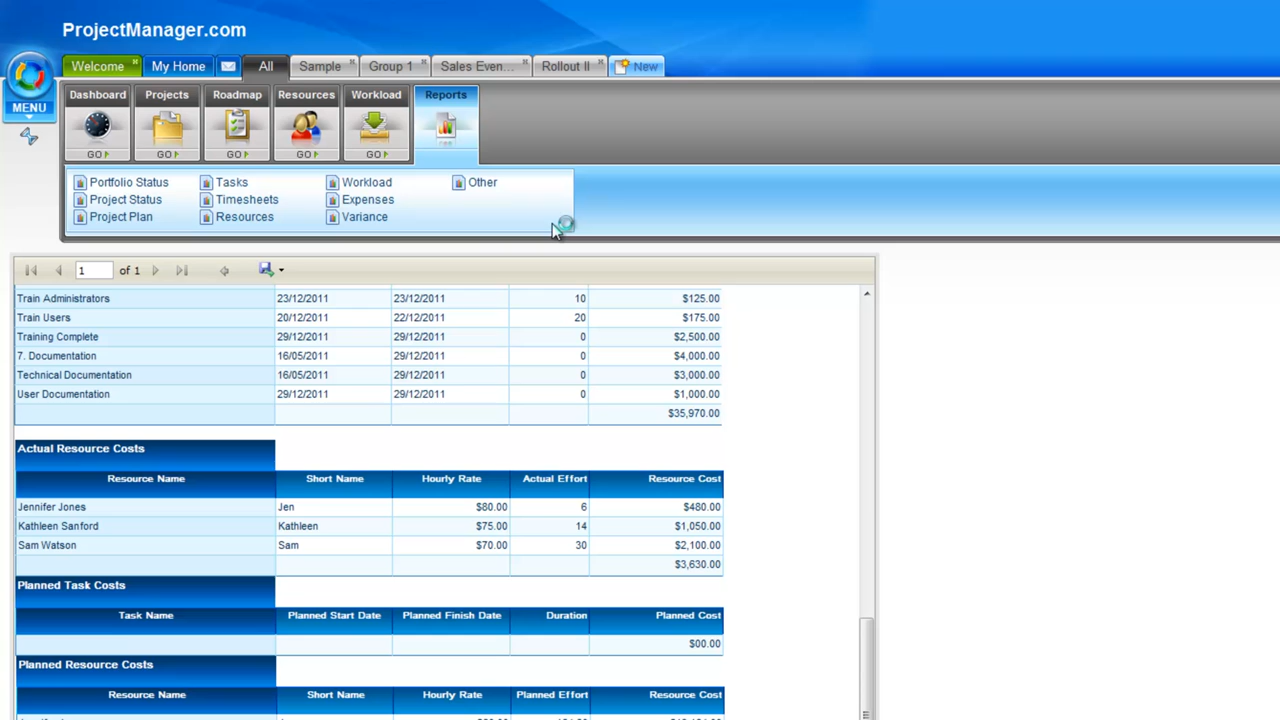 ProjectManager.com
MENU
Welcome × My Home All Sample × Group 1 × Sales Even... × Rollout II × New
Dashboard Projects Roadmap Resources Workload Reports
GO GO GO GO GO
Portfolio Status Tasks Workload Other
Project Status Timesheets Expenses
Project Plan Resources Variance
1 of 1
Train Administrators 23/12/2011 23/12/2011 10 $125.00
Train Users 20/12/2011 22/12/2011 20 $175.00
Training Complete 29/12/2011 29/12/2011 0 $2,500.00
7. Documentation 16/05/2011 29/12/2011 0 $4,000.00
Technical Documentation 16/05/2011 29/12/2011 0 $3,000.00
User Documentation 29/12/2011 29/12/2011 0 $1,000.00
$35,970.00
Actual Resource Costs
Resource Name Short Name Hourly Rate Actual Effort Resource Cost
Jennifer Jones Jen $80.00 6 $480.00
Kathleen Sanford Kathleen $75.00 14 $1,050.00
Sam Watson Sam $70.00 30 $2,100.00
$3,630.00
Planned Task Costs
Task Name Planned Start Date Planned Finish Date Duration Planned Cost
$00.00
Planned Resource Costs
Resource Name Short Name Hourly Rate Planned Effort Resource Cost